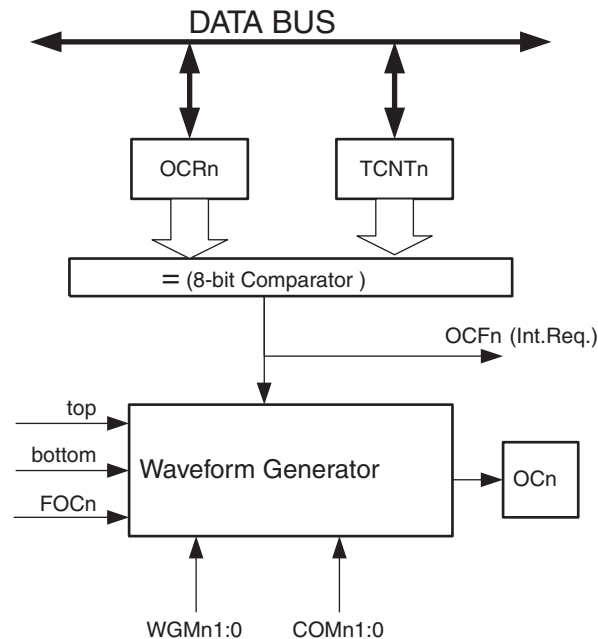 DATA BUS
OCRn
TCNTn
= (8-bit Comparator )
OCFn (Int.Req.)
top
bottom
FOCn
Waveform Generator
OCn
WGMn1:0
COMn1:0